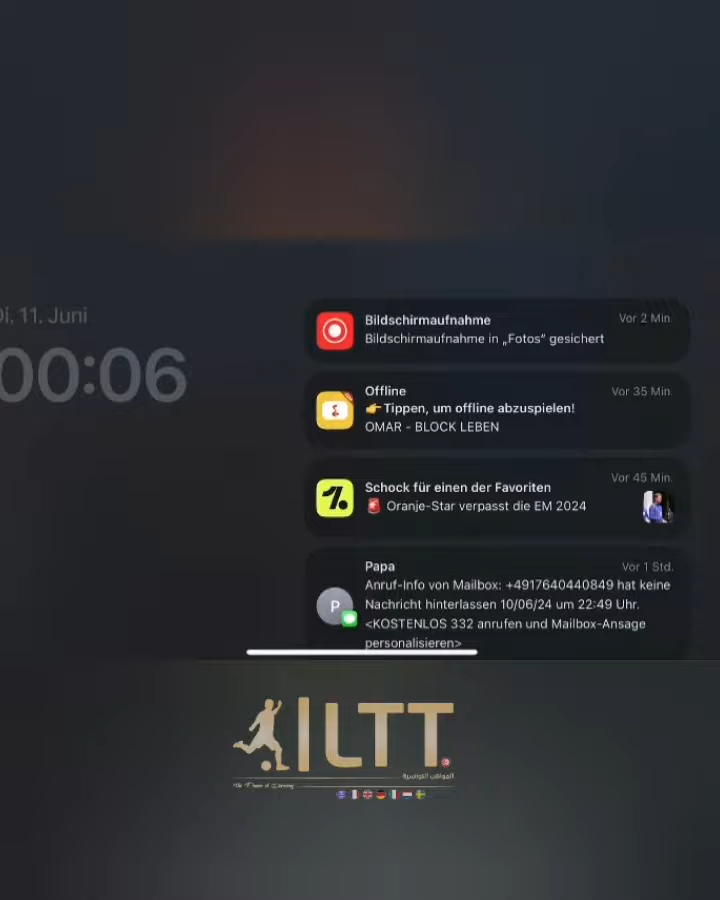 Di, 11. Juni
00:06
Bildschirmaufnahme
Vor 2 Min.
Bildschirmaufnahme in „Fotos“ gesichert
Offline
Vor 35 Min.
👉Tippen, um offline abzuspielen!
OMAR - BLOCK LEBEN
Vor 45 Min.
Schock für einen der Favoriten
🚨 Oranje-Star verpasst die EM 2024
Papa
Vor 1 Std.
P
Anruf-Info von Mailbox: +4917640440849 hat keine
Nachricht hinterlassen 10/06/24 um 22:49 Uhr.
<KOSTENLOS 332 anrufen und Mailbox-Ansage
personalisieren>
LTT
المواهب التونسية